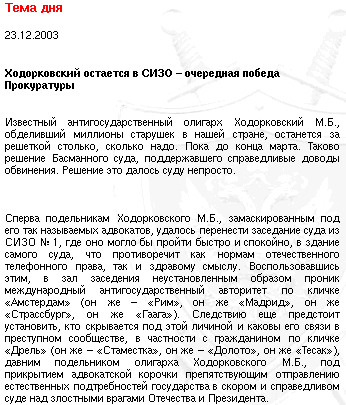 Тема дня
23.12.2003
Ходорковский остается в СИЗО – очередная победа
Прокуратуры
Известный антигосударственный олигарх Ходорковский М.Б.,
обделивший миллионы старушек в нашей стране, останется за
решеткой столько, сколько надо. Пока до конца марта. Таково
решение Басманного суда, поддержавшего справедливые доводы
обвинения. Решение это далось суду непросто.
Сперва подельникам Ходорковского М.Б., замаскированным под
его так называемых адвокатов, удалось перенести заседание суда из
СИЗО № 1, где оно могло бы пройти быстро и спокойно, в здание
самого суда, что противоречит как нормам отечественного
телефонного права, так и здравому смыслу. Воспользовавшись
этим, в зал заседания неустановленным образом проник
международный антигосударственный авторитет по кличке
«Амстердам» (он же – «Рим», он же «Мадрид», он же
«Страссбург», он же «Гаага»). Следствию еще предстоит
установить, кто скрывается под этой личиной и каковы его связи в
преступном сообществе, в частности с гражданином по кличке
«Дрель» (он же – «Стаместка», он же – «Долото», он же «Тесак»),
давним подельником олигарха Ходорковского М.Б., под
прикрытием адвокатской корочки препятствующим отправлению
естественных подтребностей государства в скором и справедливом
суде над злостными врагами Отечества и Президента.